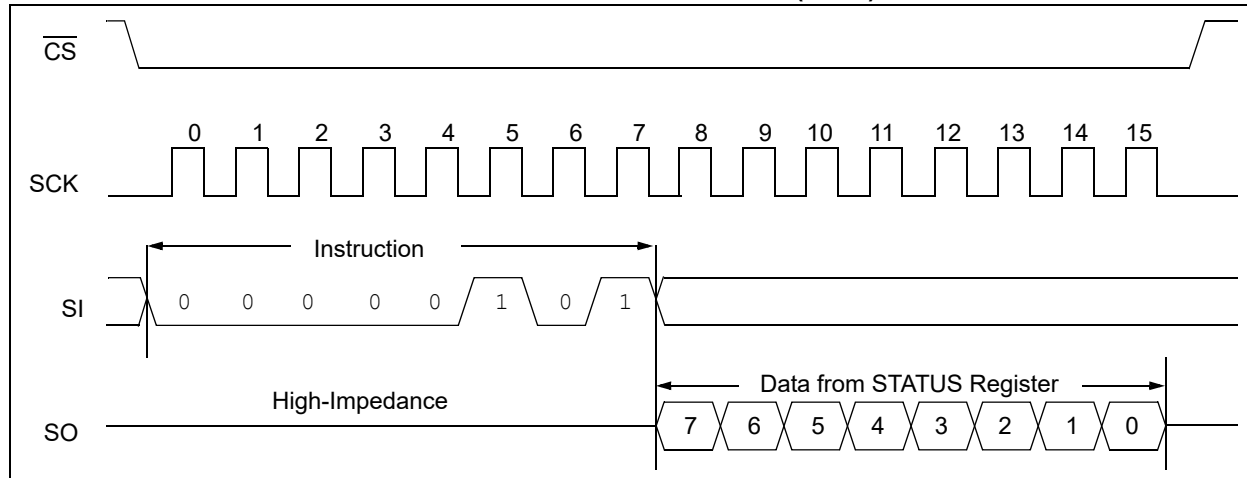 CS
0 1 2 3 4 5 6 7 8 9 10 11 12 13 14 15
SCK
Instruction
SI 0 0 0 0 0 1 0 1
Data from STATUS Register
High-Impedance
SO 7 6 5 4 3 2 1 0